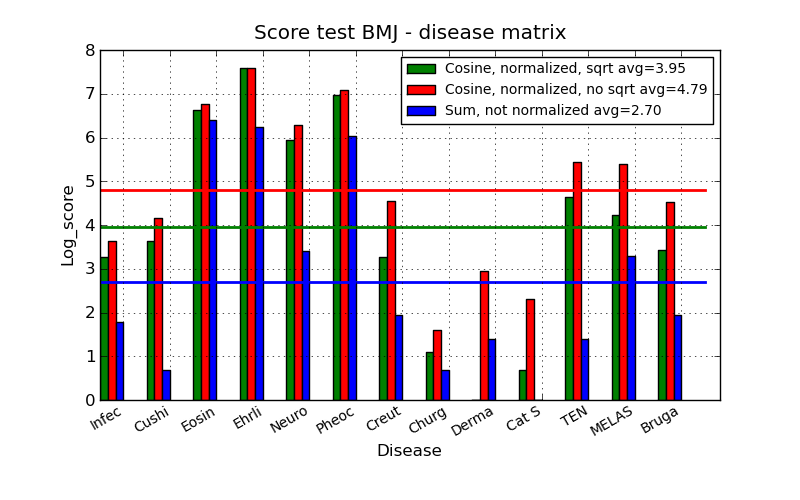 Score test BMJ - disease matrix
Cosine, normalized, sqrt avg=3.95
Cosine, normalized, no sqrt avg=4.79
Sum, not normalized avg=2.70
Log_score
8
7
6
5
4
3
2
1
0
Infec
Cushi
Eosin
Ehrli
Neuro
Pheoc
Creut
Churg
Derma
Cat S
TEN
MELAS
Bruga
Disease